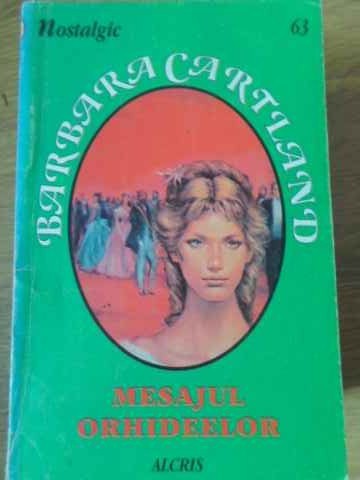 Nostalgic 63
BARBARA CARTLAND
MESAJUL
ORHIDEELOR
ALCRIS